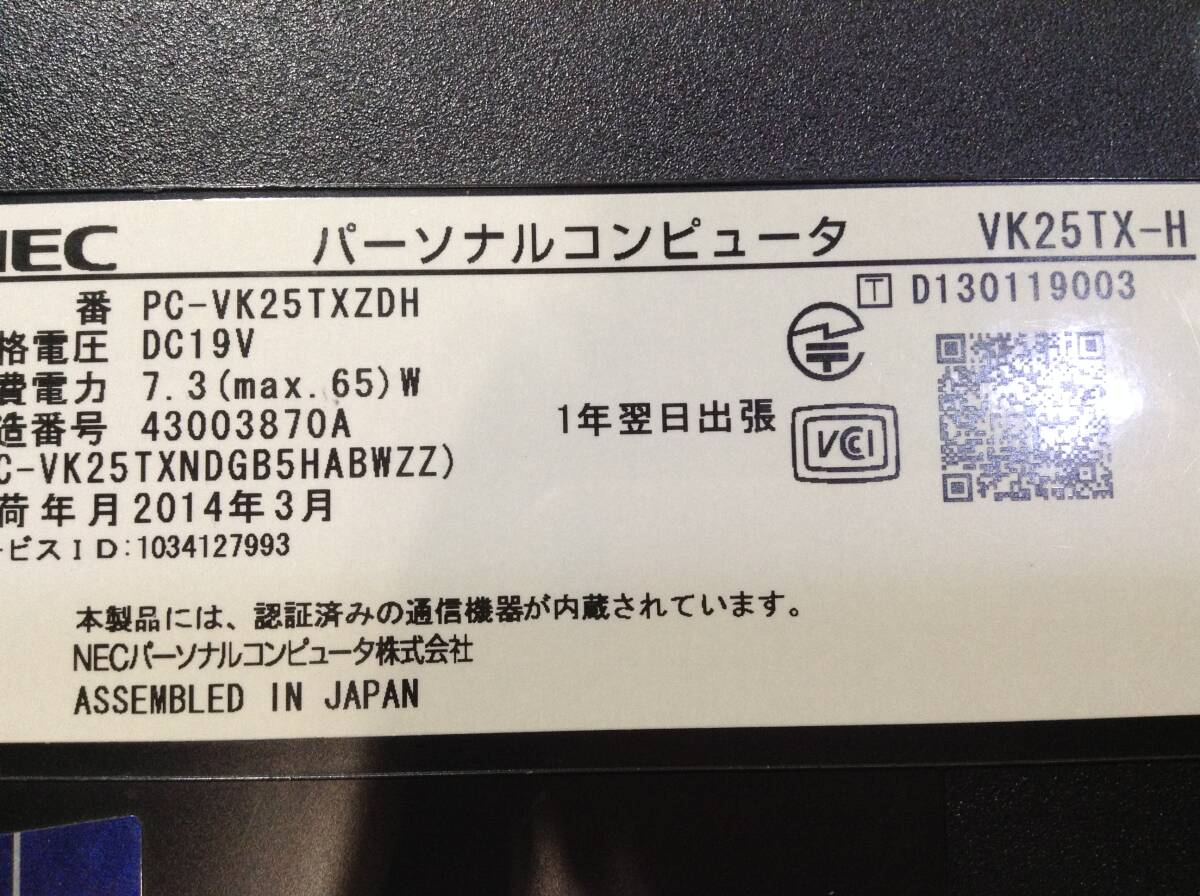 NEC パーソナルコンピュータ VK25TX-H
番 PC-VK25TXZDH
T D130119003
格電圧 DC19V
費電力 7.3(max.65)W
造番号 43003870A
1年翌日出張
VCCI
C-VK25TXNDGB5HABWZZ)
荷年月 2014年3月
ービスID:1034127993
本製品には、認証済みの通信機器が内蔵されています。
NECパーソナルコンピュータ株式会社
ASSEMBLED IN JAPAN